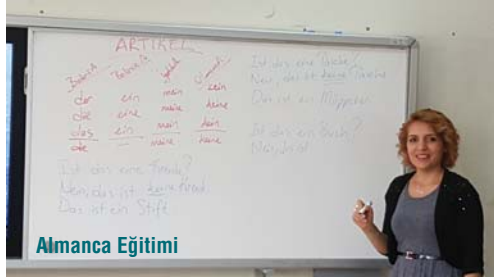 ARTIKEL
der ein mein kein
die eine meine keine
das ein mein kein
die — meine keine
Ist das eine
Nein, das ist keine
Das ist ein Stift
Ist das eine Tasche?
Nein, das ist keine Tasche
Das ist ein Mäppchen
Ist das ein Buch?
Nein, das ist
Almanca Eğitimi